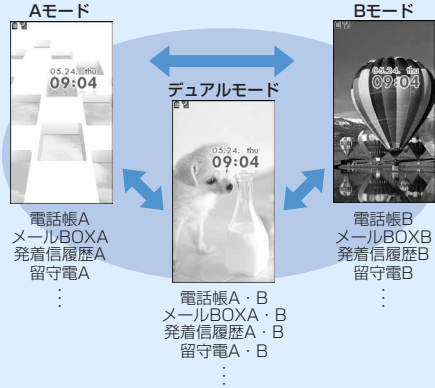 Aモード
05.24. thu
09:04
電話帳A
メールBOXA
発着信履歴A
留守電A
⋮
デュアルモード
05.24. thu
09:04
電話帳A・B
メールBOXA・B
発着信履歴A・B
留守電A・B
⋮
Bモード
05.24. thu
09:04
電話帳B
メールBOXB
発着信履歴B
留守電B
⋮